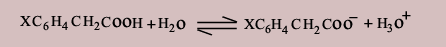 XC₆H₄CH₂COOH + H₂O ⇌ XC₆H₄CH₂COO⁻ + H₃O⁺